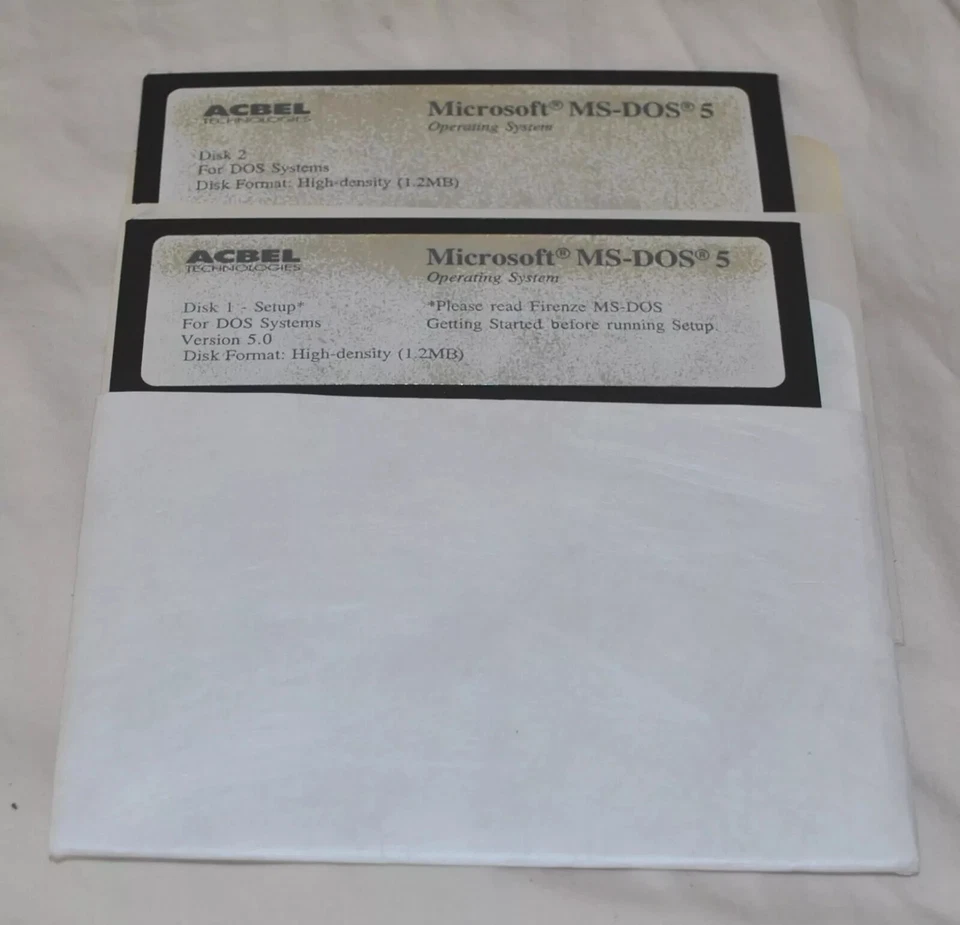 ACBEL Microsoft® MS-DOS® 5
TECHNOLOGIES Operating System
Disk 2
For DOS Systems
Disk Format: High-density (1.2MB)
ACBEL Microsoft® MS-DOS® 5
TECHNOLOGIES Operating System
Disk 1 - Setup* *Please read Firenze MS-DOS
For DOS Systems Getting Started before running Setup.
Version 5.0
Disk Format: High-density (1.2MB)